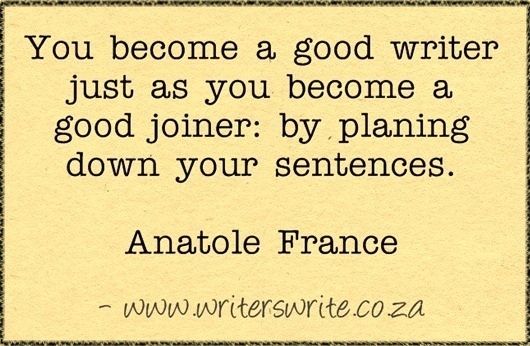 You become a good writer
just as you become a
good joiner: by planing
down your sentences.
Anatole France
- www.writerswrite.co.za